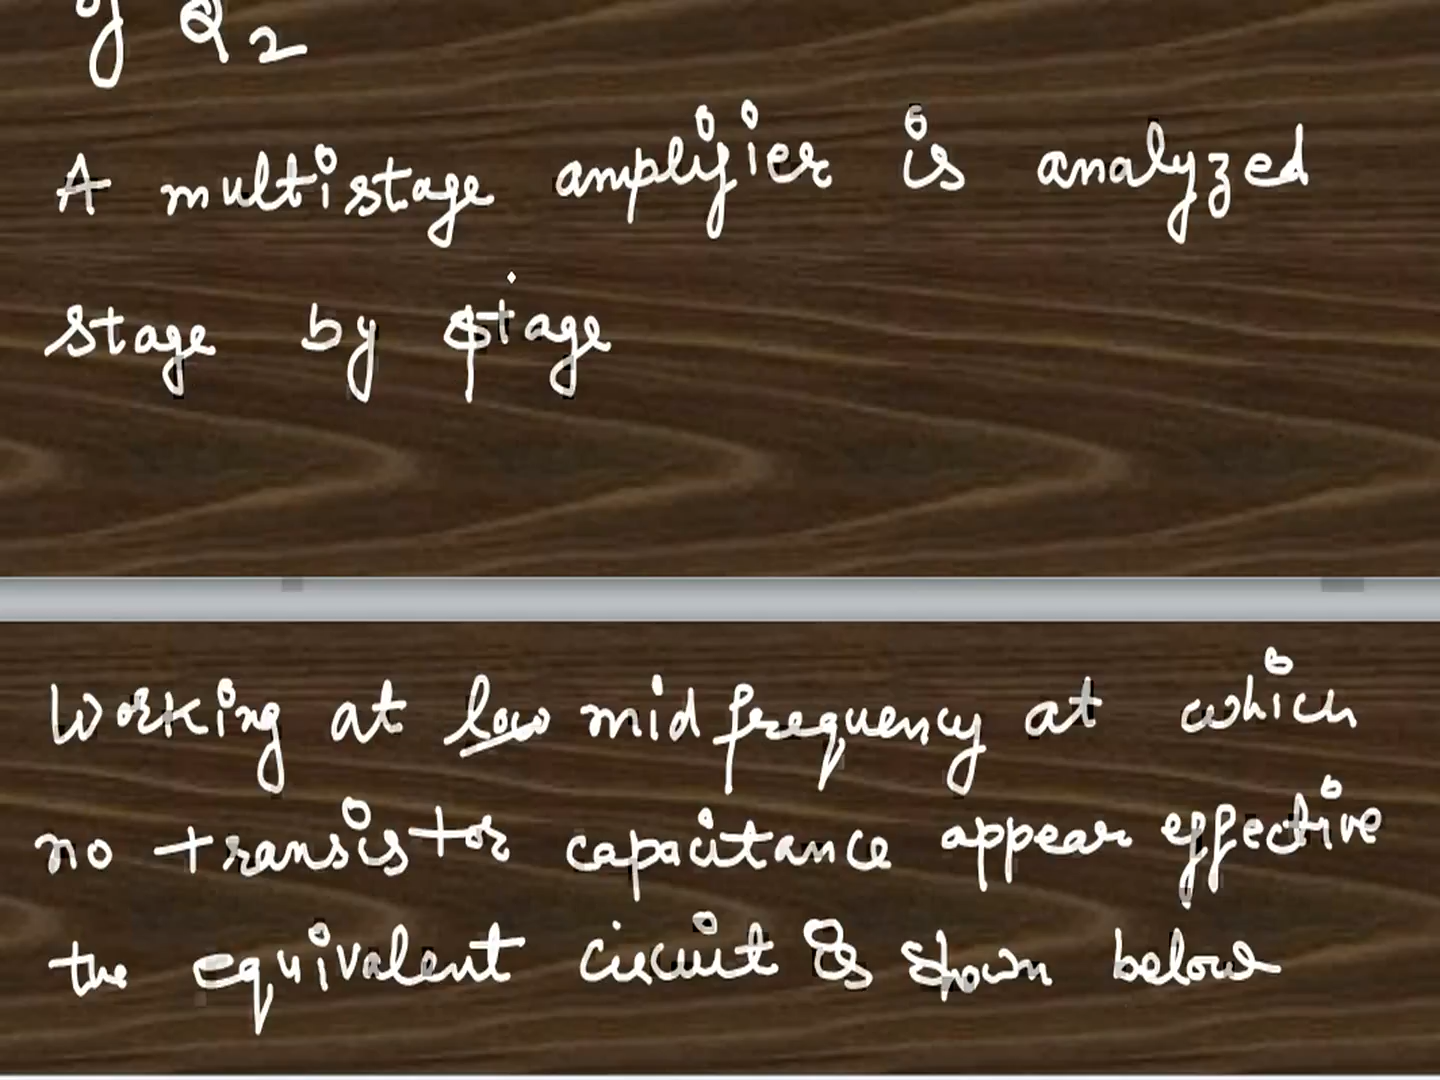 of Q2
A multistage amplifier is analyzed
stage by stage
Working at low mid frequency at which
no transistor capacitance appear effective
the equivalent circuit is shown below